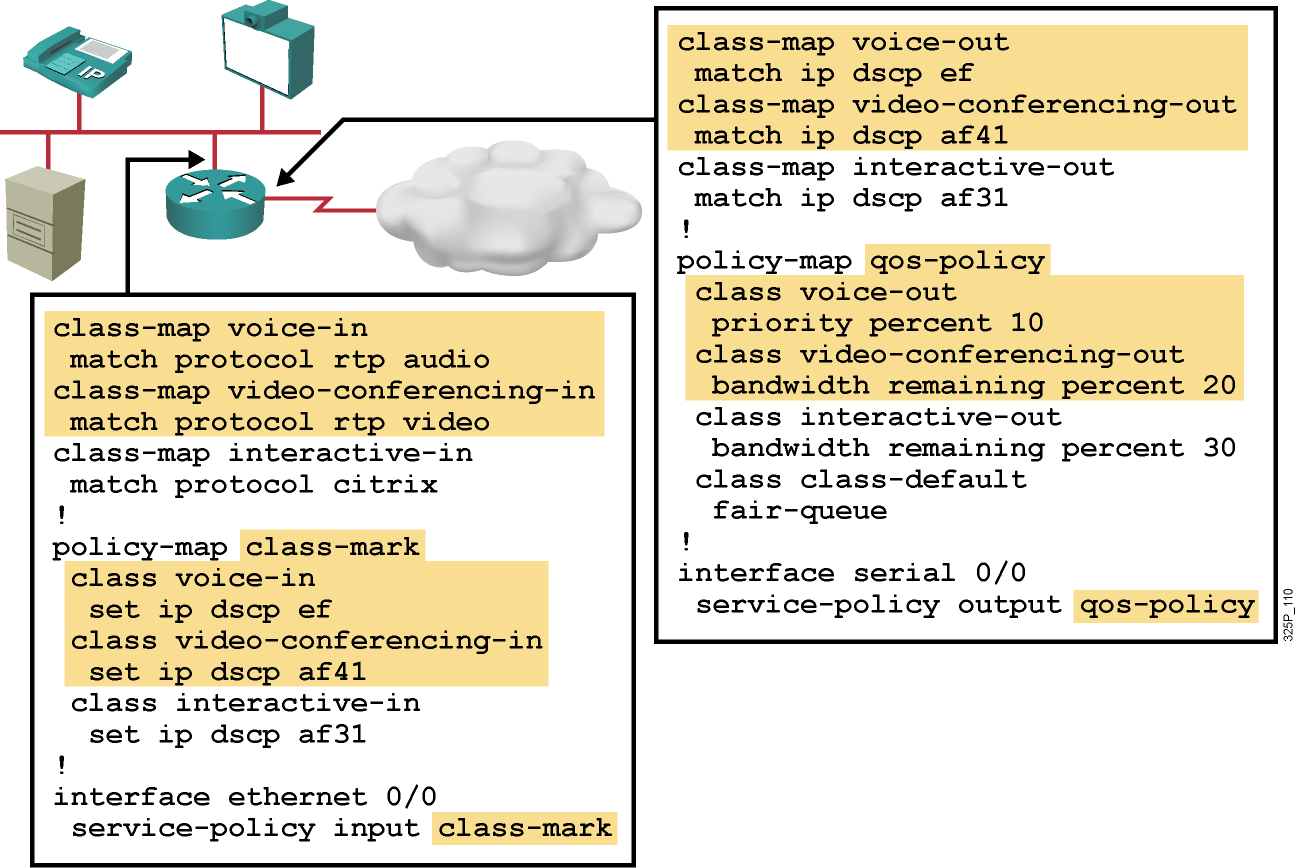 IP
class-map voice-out
match ip dscp ef
class-map video-conferencing-out
match ip dscp af41
class-map interactive-out
match ip dscp af31
!
policy-map qos-policy
class voice-out
priority percent 10
class video-conferencing-out
bandwidth remaining percent 20
class interactive-out
bandwidth remaining percent 30
class class-default
fair-queue
!
interface serial 0/0
service-policy output qos-policy
class-map voice-in
match protocol rtp audio
class-map video-conferencing-in
match protocol rtp video
class-map interactive-in
match protocol citrix
!
policy-map class-mark
class voice-in
set ip dscp ef
class video-conferencing-in
set ip dscp af41
class interactive-in
set ip dscp af31
!
interface ethernet 0/0
service-policy input class-mark
325P_110